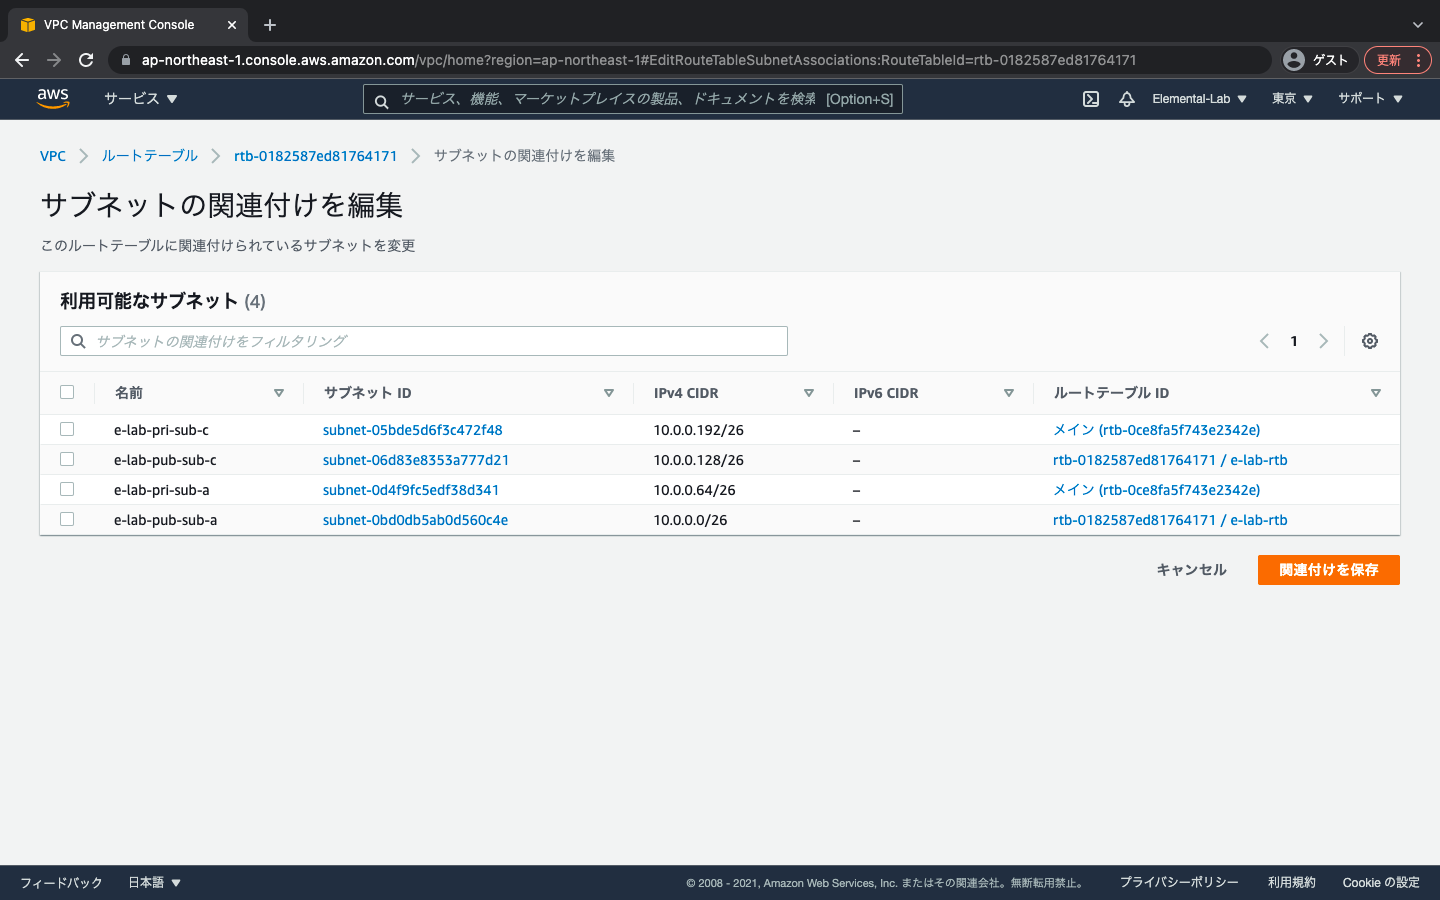 VPC Management Console
ap-northeast-1.console.aws.amazon.com/vpc/home?region=ap-northeast-1#EditRouteTableSubnetAssociations:RouteTableId=rtb-0182587ed81764171
ゲスト
更新
aws
サービス
サービス、機能、マーケットプレイスの製品、ドキュメントを検索 [Option+S]
Elemental-Lab
東京
サポート
VPC
ルートテーブル
rtb-0182587ed81764171
サブネットの関連付けを編集
サブネットの関連付けを編集
このルートテーブルに関連付けられているサブネットを変更
利用可能なサブネット (4)
サブネットの関連付けをフィルタリング
1
名前 サブネット ID IPv4 CIDR IPv6 CIDR ルートテーブル ID
e-lab-pri-sub-c subnet-05bde5d6f3c472f48 10.0.0.192/26 – メイン (rtb-0ce8fa5f743e2342e)
e-lab-pub-sub-c subnet-06d83e8353a777d21 10.0.0.128/26 – rtb-0182587ed81764171 / e-lab-rtb
e-lab-pri-sub-a subnet-0d4f9fc5edf38d341 10.0.0.64/26 – メイン (rtb-0ce8fa5f743e2342e)
e-lab-pub-sub-a subnet-0bd0db5ab0d560c4e 10.0.0.0/26 – rtb-0182587ed81764171 / e-lab-rtb
キャンセル
関連付けを保存
フィードバック
日本語
© 2008 - 2021, Amazon Web Services, Inc. またはその関連会社。無断転用禁止。
プライバシーポリシー
利用規約
Cookie の設定